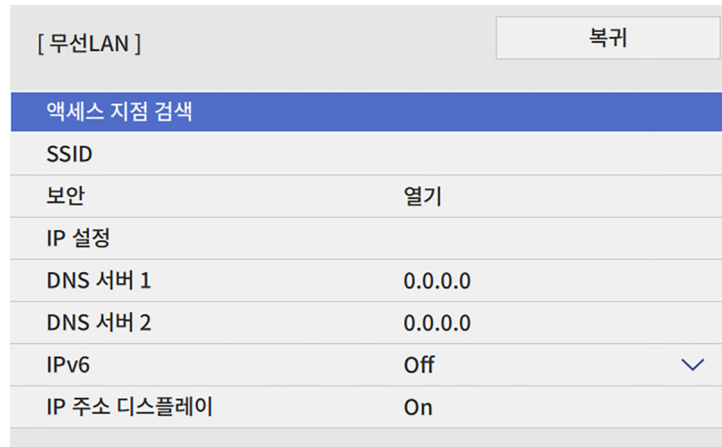 [ 무선LAN ]
복귀
액세스 지점 검색
SSID
보안 열기
IP 설정
DNS 서버 1 0.0.0.0
DNS 서버 2 0.0.0.0
IPv6 Off
IP 주소 디스플레이 On